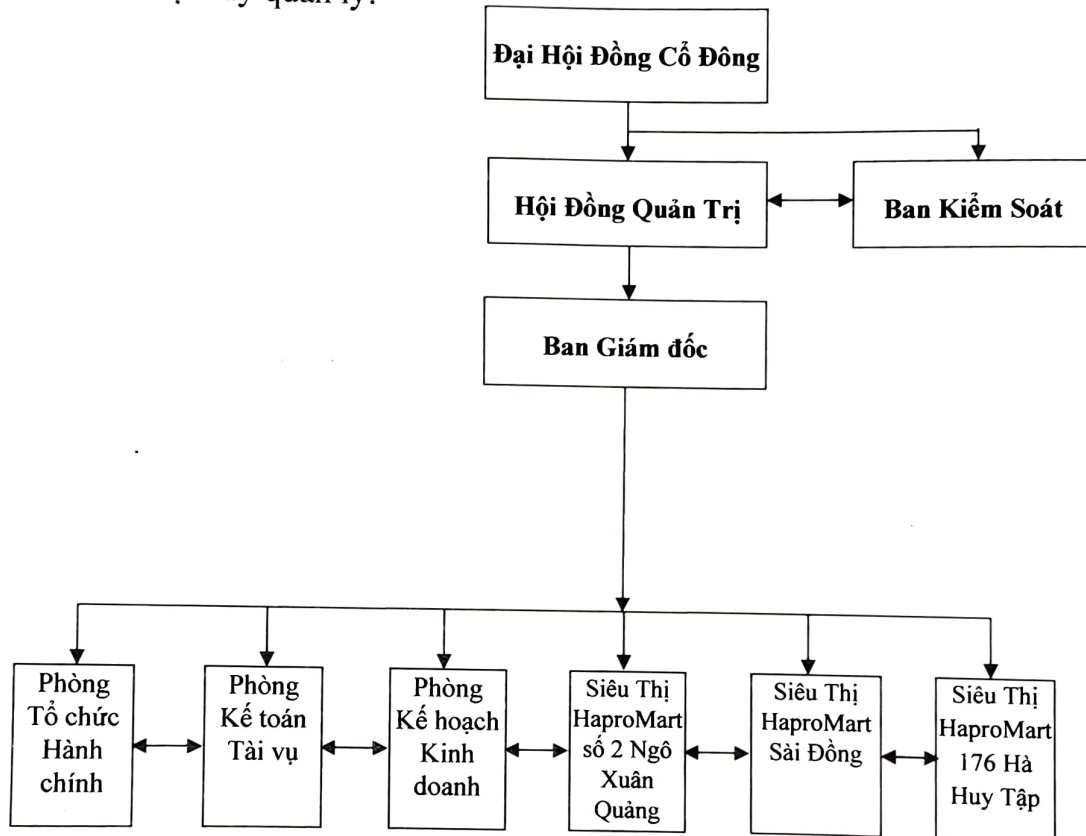 quản lý:
Đại Hội Đồng Cổ Đông
Hội Đồng Quản Trị
Ban Kiểm Soát
Ban Giám đốc
Phòng
Tổ chức
Hành
chính
Phòng
Kế toán
Tài vụ
Phòng
Kế hoạch
Kinh
doanh
Siêu Thị
HaproMart
số 2 Ngô
Xuân
Quảng
Siêu Thị
HaproMart
Sài Đồng
Siêu Thị
HaproMart
176 Hà
Huy Tập